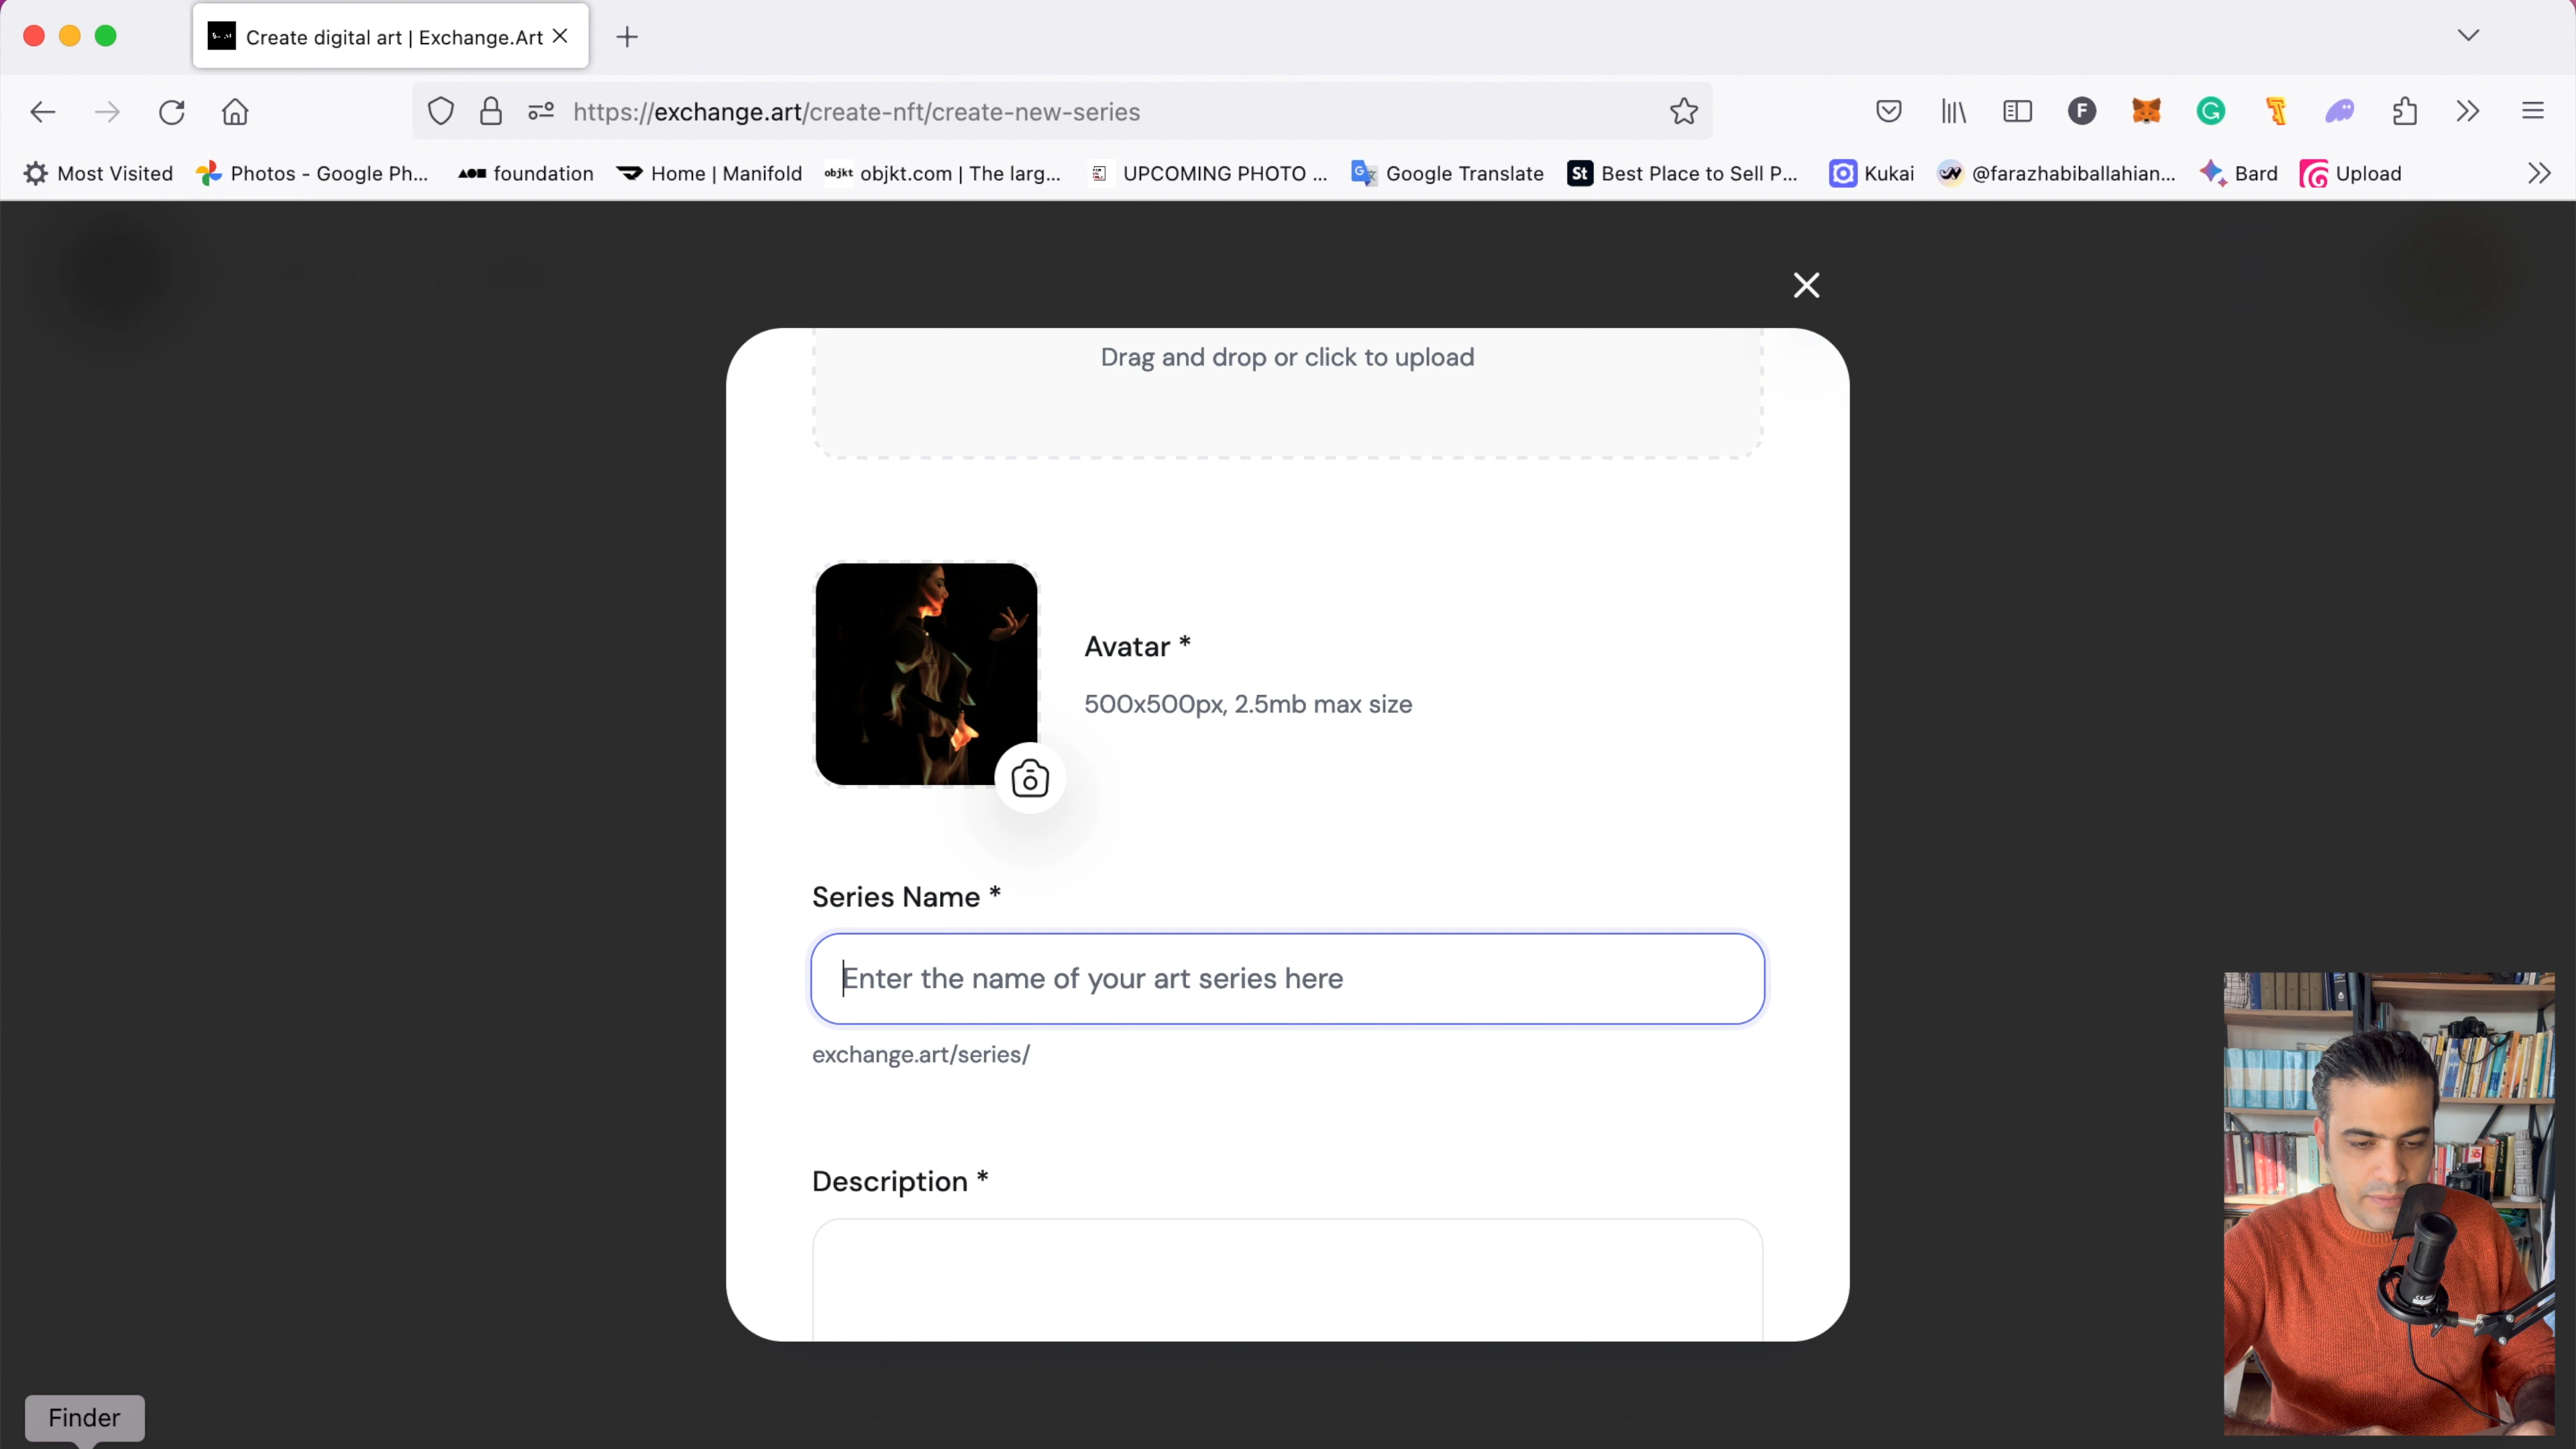 Create digital art | Exchange.Art
https://exchange.art/create-nft/create-new-series
Most Visited
Photos - Google Ph...
foundation
Home | Manifold
objkt
objkt.com | The larg...
UPCOMING PHOTO ...
Google Translate
St
Best Place to Sell P...
Kukai
@farazhabiballahian...
Bard
Upload
Drag and drop or click to upload
Avatar *
500x500px, 2.5mb max size
Series Name *
Enter the name of your art series here
exchange.art/series/
Description *
Finder